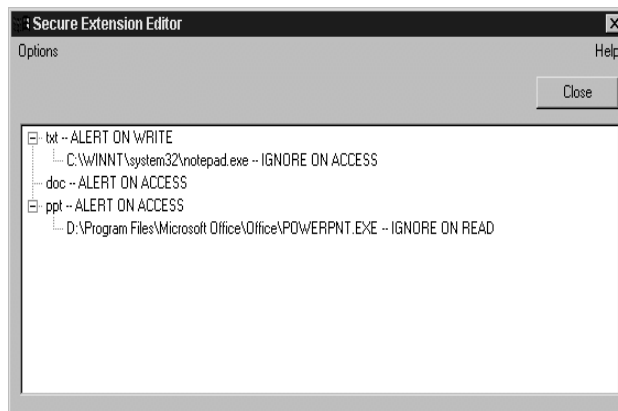 Secure Extension Editor
Options Help
Close
txt -- ALERT ON WRITE
C:\WINNT\system32\notepad.exe -- IGNORE ON ACCESS
doc -- ALERT ON ACCESS
ppt -- ALERT ON ACCESS
D:\Program Files\Microsoft Office\Office\POWERPNT.EXE -- IGNORE ON READ